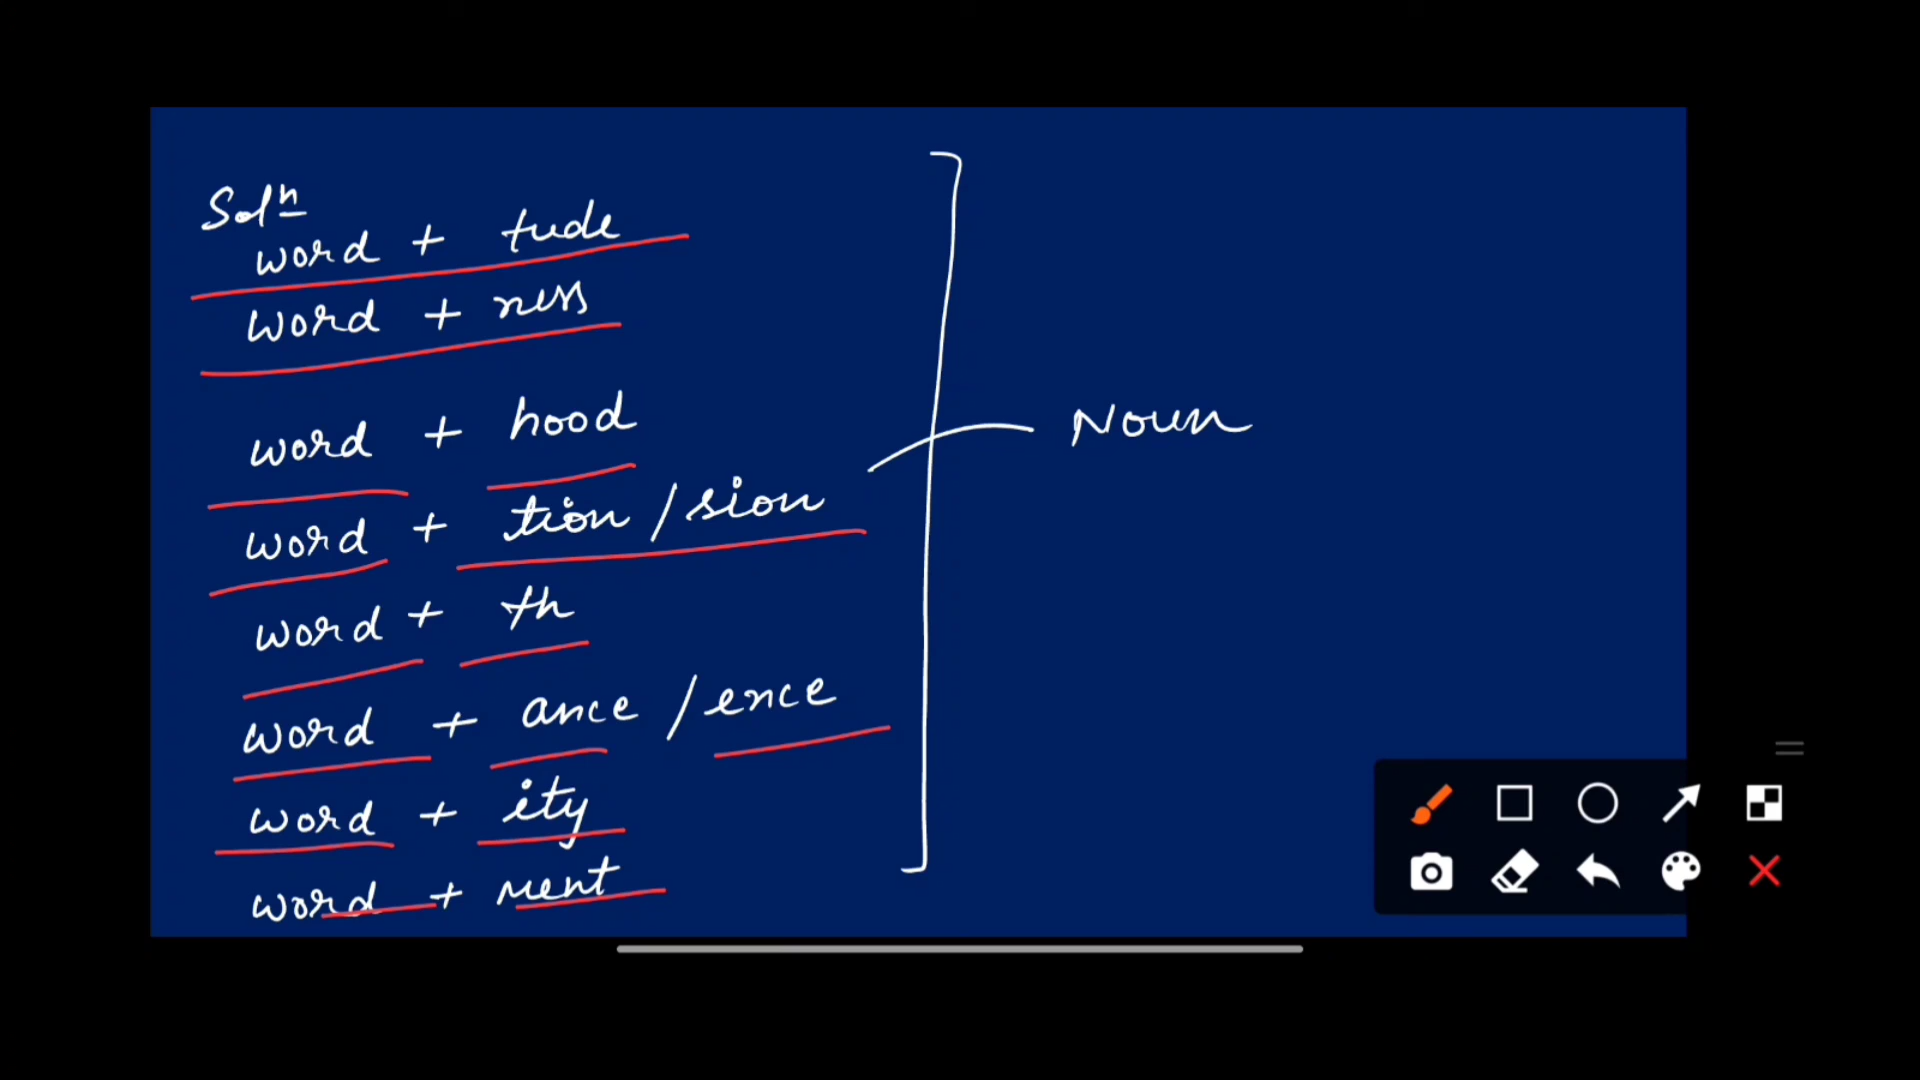 Solⁿ
word + tude
word + ness
word + hood
word + tion / sion
Noun
word + th
word + ance / ence
word + ity
word + ment